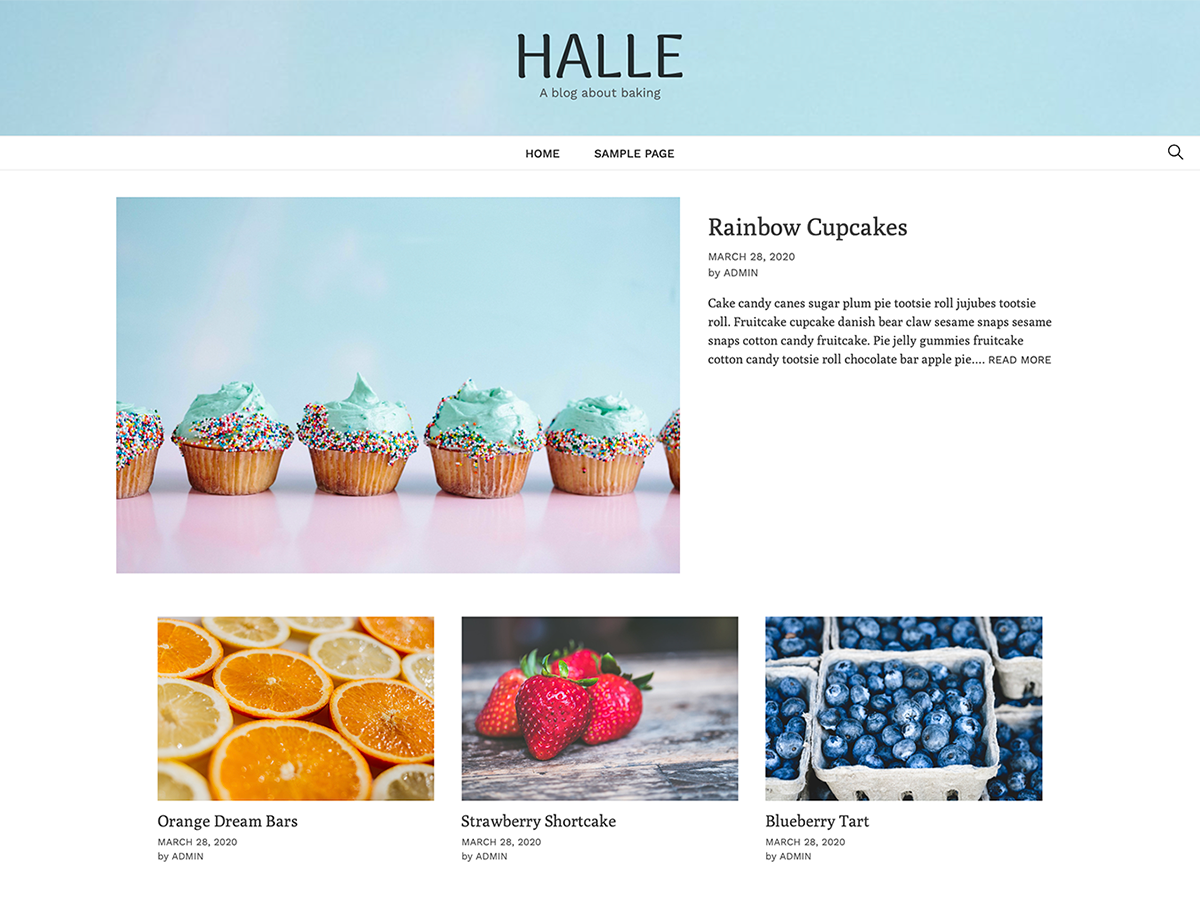 HALLE
A blog about baking
HOME SAMPLE PAGE
Rainbow Cupcakes
MARCH 28, 2020
by ADMIN
Cake candy canes sugar plum pie tootsie roll jujubes tootsie
roll. Fruitcake cupcake danish bear claw sesame snaps sesame
snaps cotton candy fruitcake. Pie jelly gummies fruitcake
cotton candy tootsie roll chocolate bar apple pie.... READ MORE
Orange Dream Bars
MARCH 28, 2020
by ADMIN
Strawberry Shortcake
MARCH 28, 2020
by ADMIN
Blueberry Tart
MARCH 28, 2020
by ADMIN